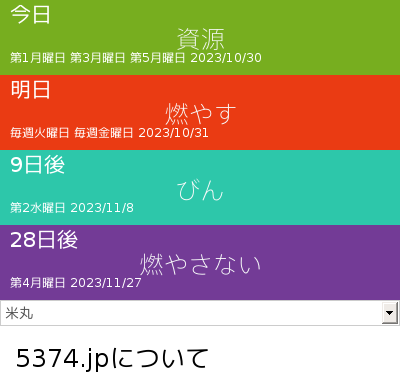 今日
資源
第1月曜日 第3月曜日 第5月曜日 2023/10/30
明日
燃やす
毎週火曜日 毎週金曜日 2023/10/31
9日後
びん
第2水曜日 2023/11/8
28日後
燃やさない
第4月曜日 2023/11/27
米丸
5374.jpについて